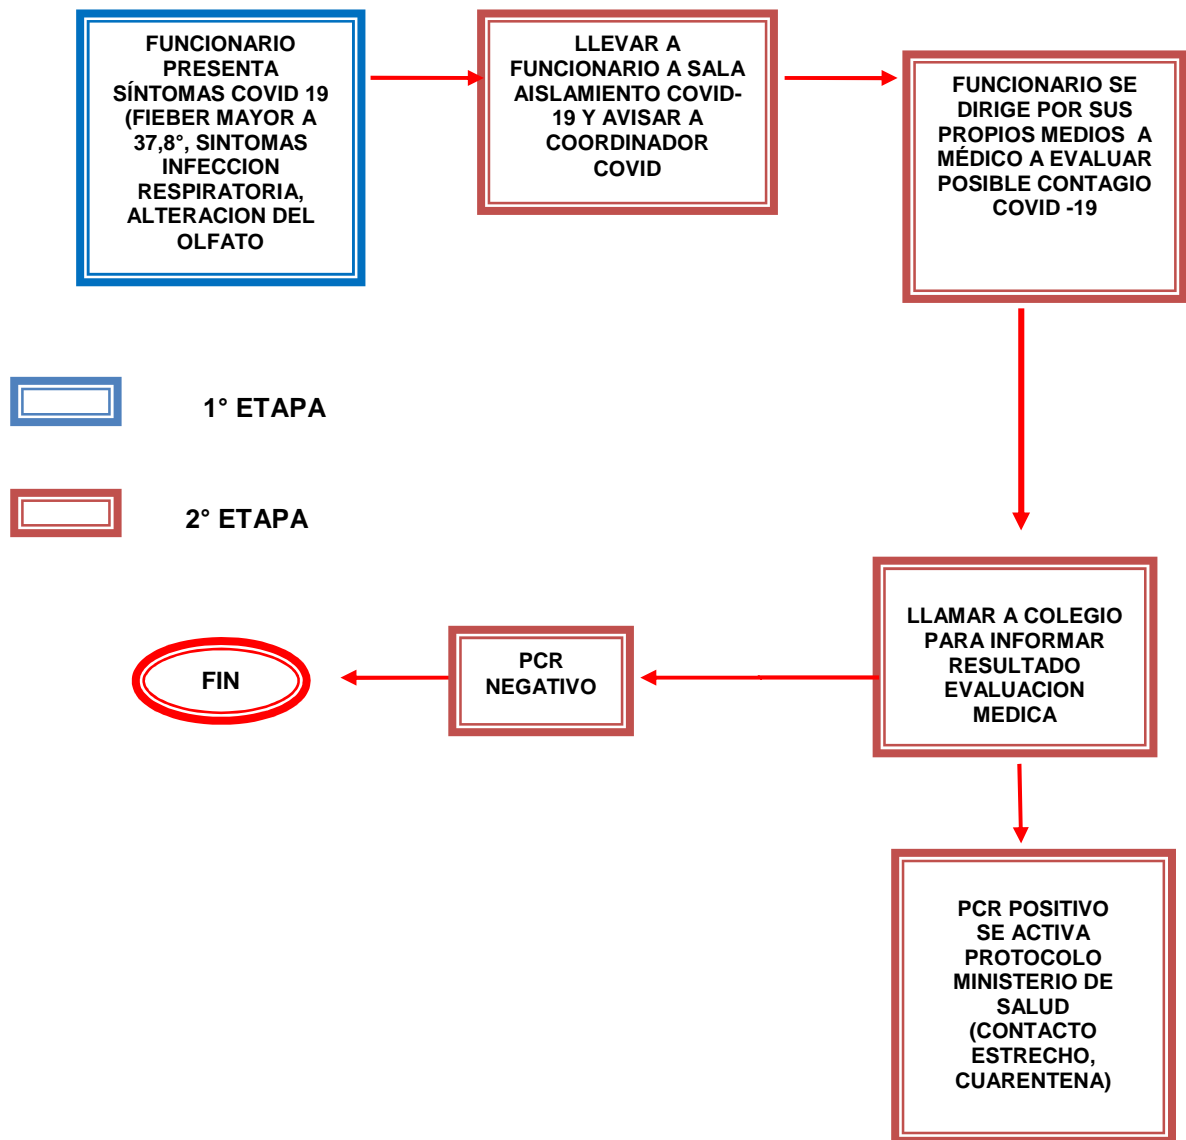 FUNCIONARIO
PRESENTA
SÍNTOMAS COVID 19
(FIEBER MAYOR A
37,8°, SINTOMAS
INFECCION
RESPIRATORIA,
ALTERACION DEL
OLFATO
LLEVAR A
FUNCIONARIO A SALA
AISLAMIENTO COVID-
19 Y AVISAR A
COORDINADOR
COVID
FUNCIONARIO SE
DIRIGE POR SUS
PROPIOS MEDIOS A
MÉDICO A EVALUAR
POSIBLE CONTAGIO
COVID -19
1° ETAPA
2° ETAPA
LLAMAR A COLEGIO
PARA INFORMAR
RESULTADO
EVALUACION
MEDICA
PCR
NEGATIVO
FIN
PCR POSITIVO
SE ACTIVA
PROTOCOLO
MINISTERIO DE
SALUD
(CONTACTO
ESTRECHO,
CUARENTENA)